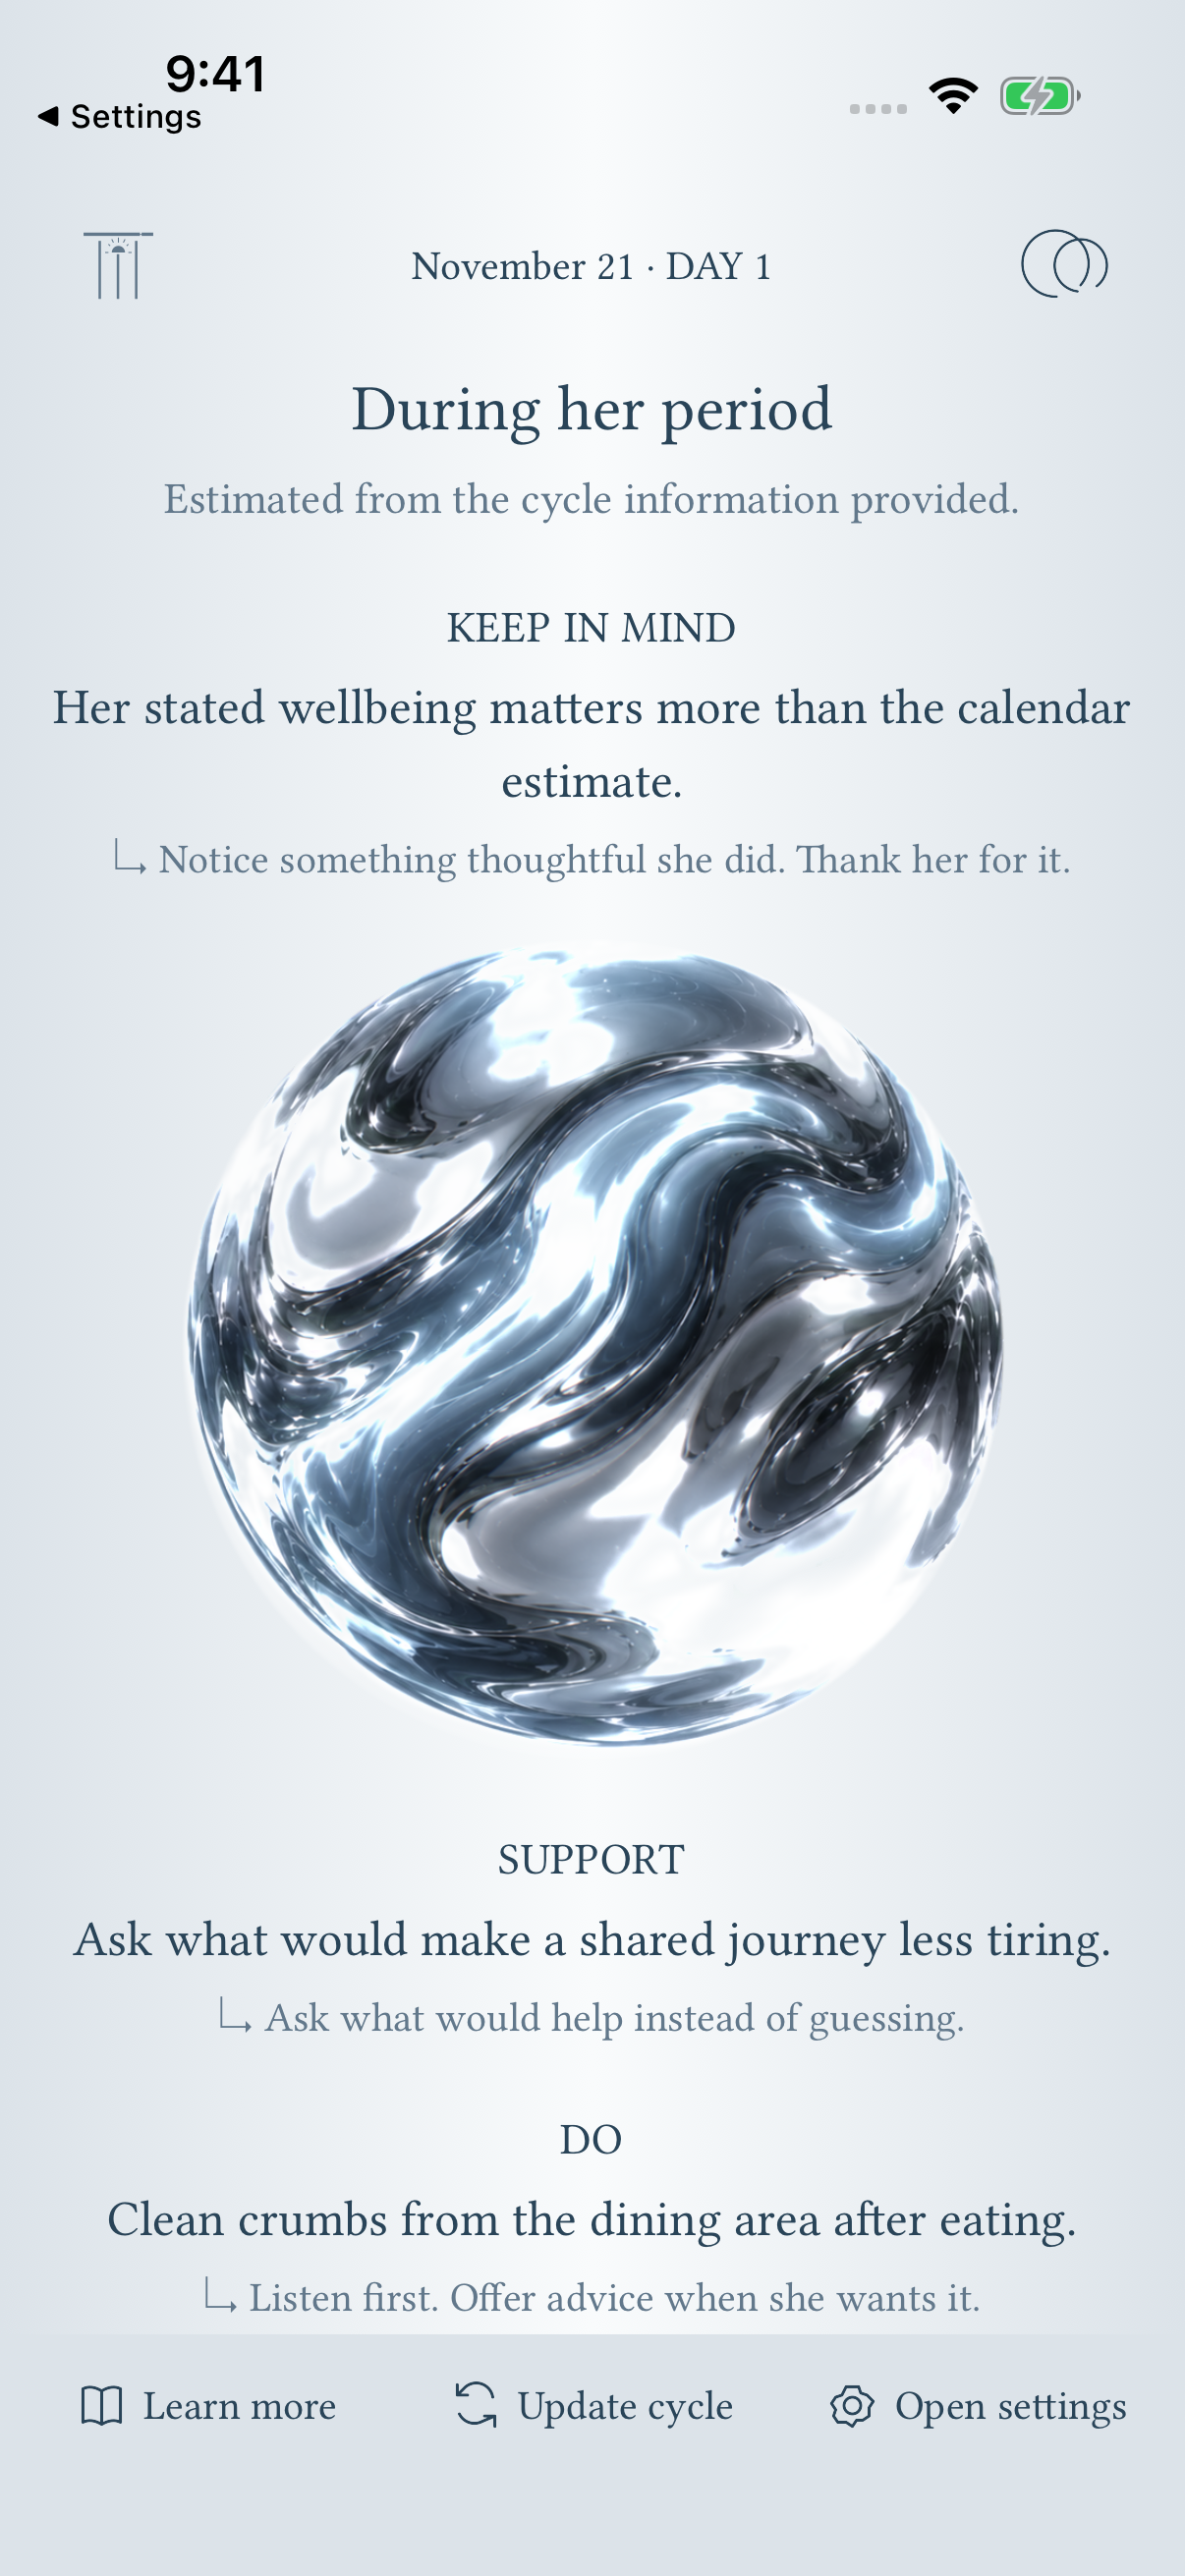 9:41
◀ Settings
November 21 · DAY 1
During her period
Estimated from the cycle information provided.
KEEP IN MIND
Her stated wellbeing matters more than the calendar
estimate.
Notice something thoughtful she did. Thank her for it.
SUPPORT
Ask what would make a shared journey less tiring.
Ask what would help instead of guessing.
DO
Clean crumbs from the dining area after eating.
Listen first. Offer advice when she wants it.
Learn more
Update cycle
Open settings